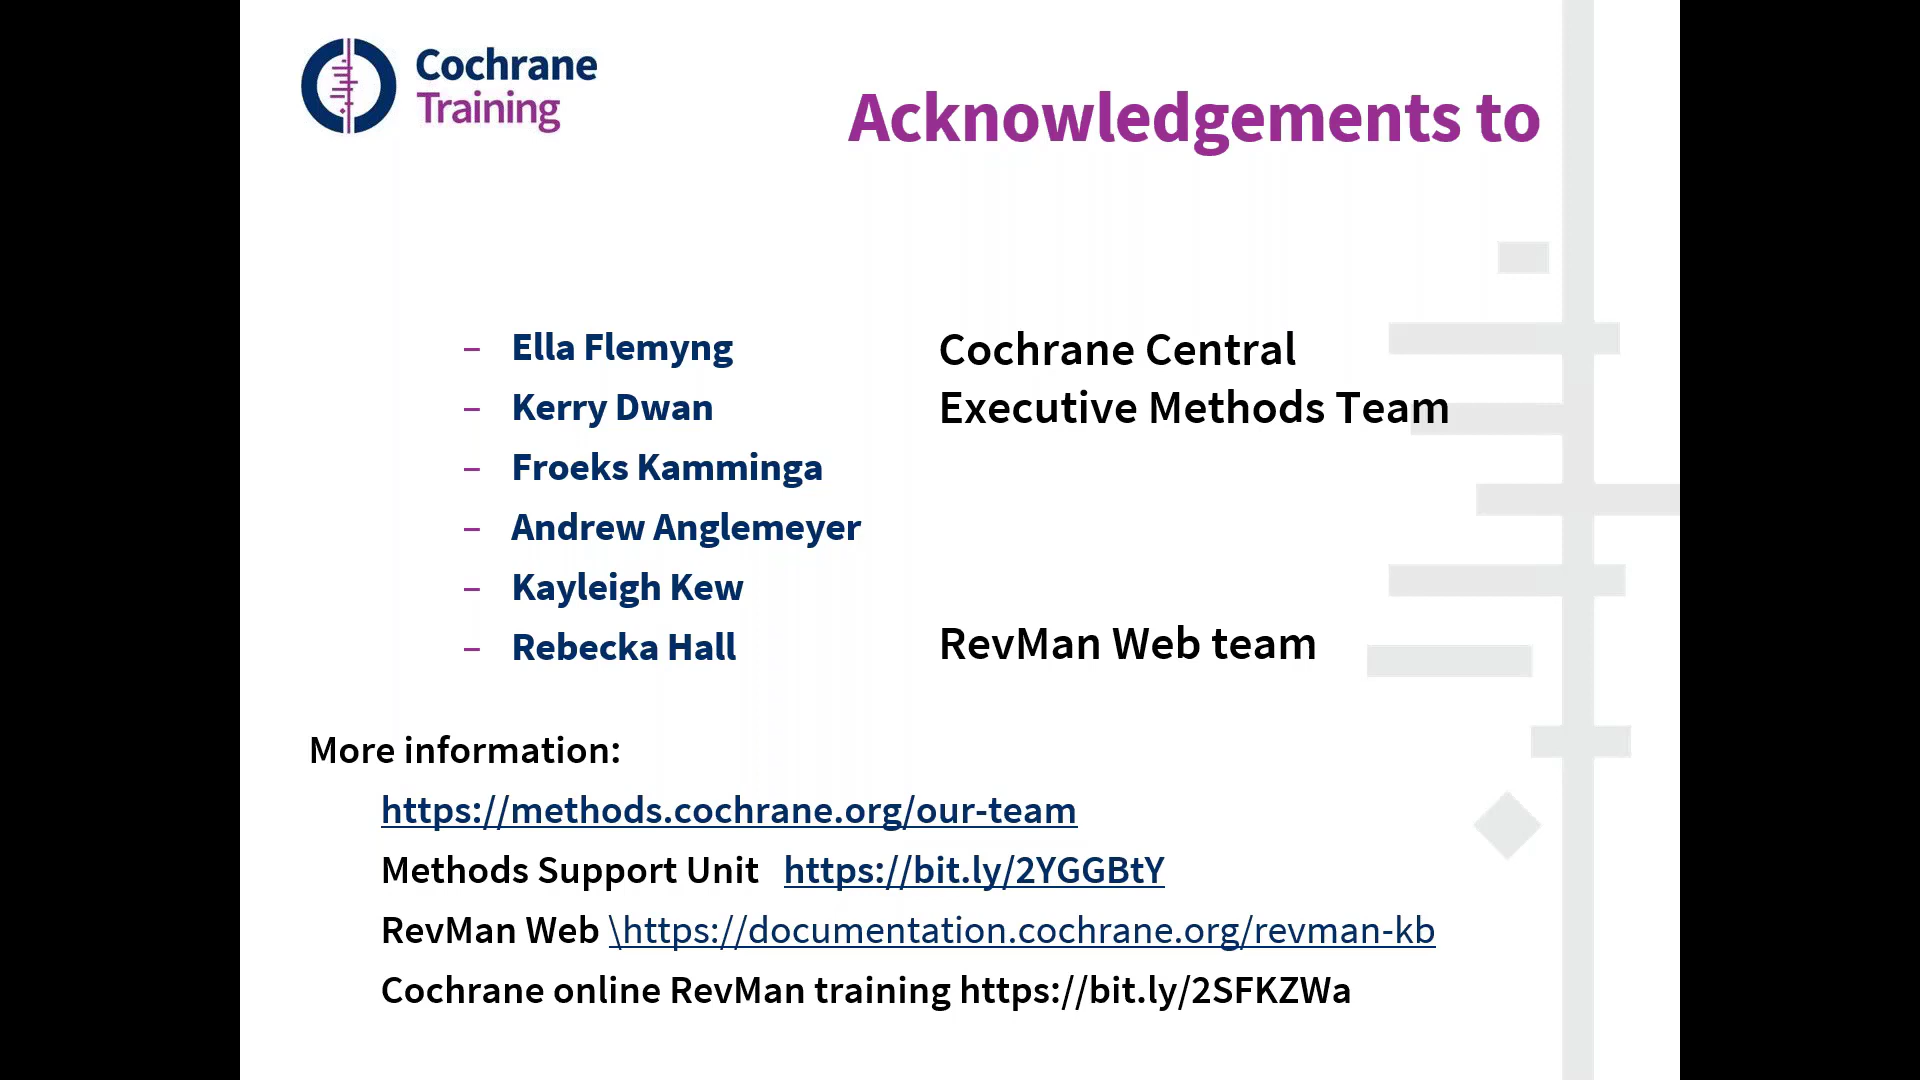 Cochrane
Training
Acknowledgements to
– Ella Flemyng
– Kerry Dwan
– Froeks Kamminga
– Andrew Anglemeyer
– Kayleigh Kew
– Rebecka Hall
Cochrane Central
Executive Methods Team
RevMan Web team
More information:
https://methods.cochrane.org/our-team
Methods Support Unit https://bit.ly/2YGGBtY
RevMan Web \https://documentation.cochrane.org/revman-kb
Cochrane online RevMan training https://bit.ly/2SFKZWa